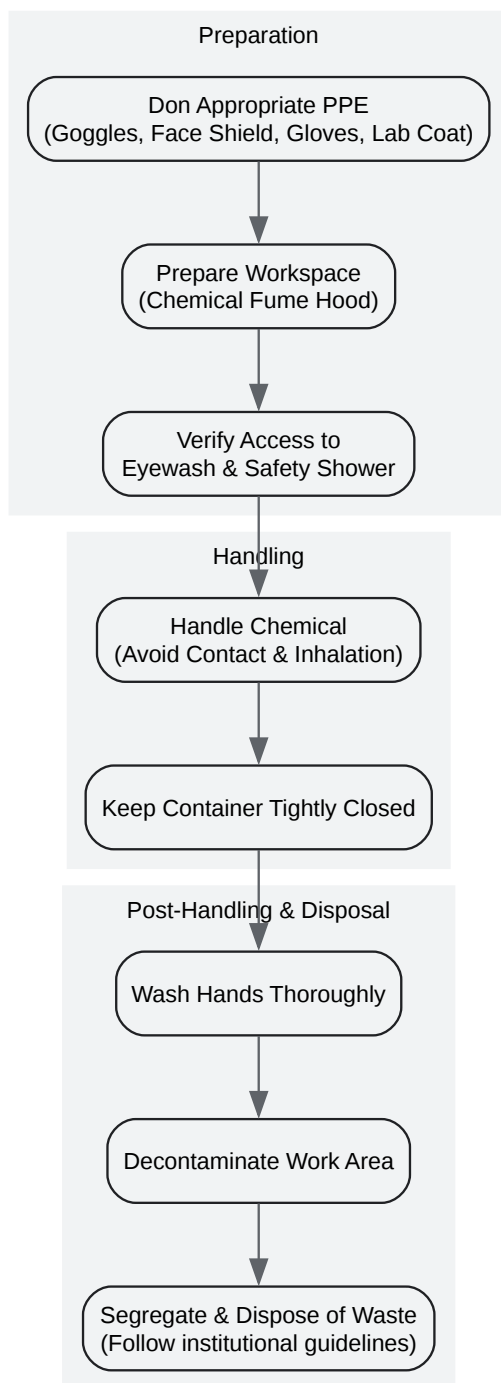 Preparation
Don Appropriate PPE
(Goggles, Face Shield, Gloves, Lab Coat)
Prepare Workspace
(Chemical Fume Hood)
Verify Access to
Eyewash & Safety Shower
Handling
Handle Chemical
(Avoid Contact & Inhalation)
Keep Container Tightly Closed
Post-Handling & Disposal
Wash Hands Thoroughly
Decontaminate Work Area
Segregate & Dispose of Waste
(Follow institutional guidelines)